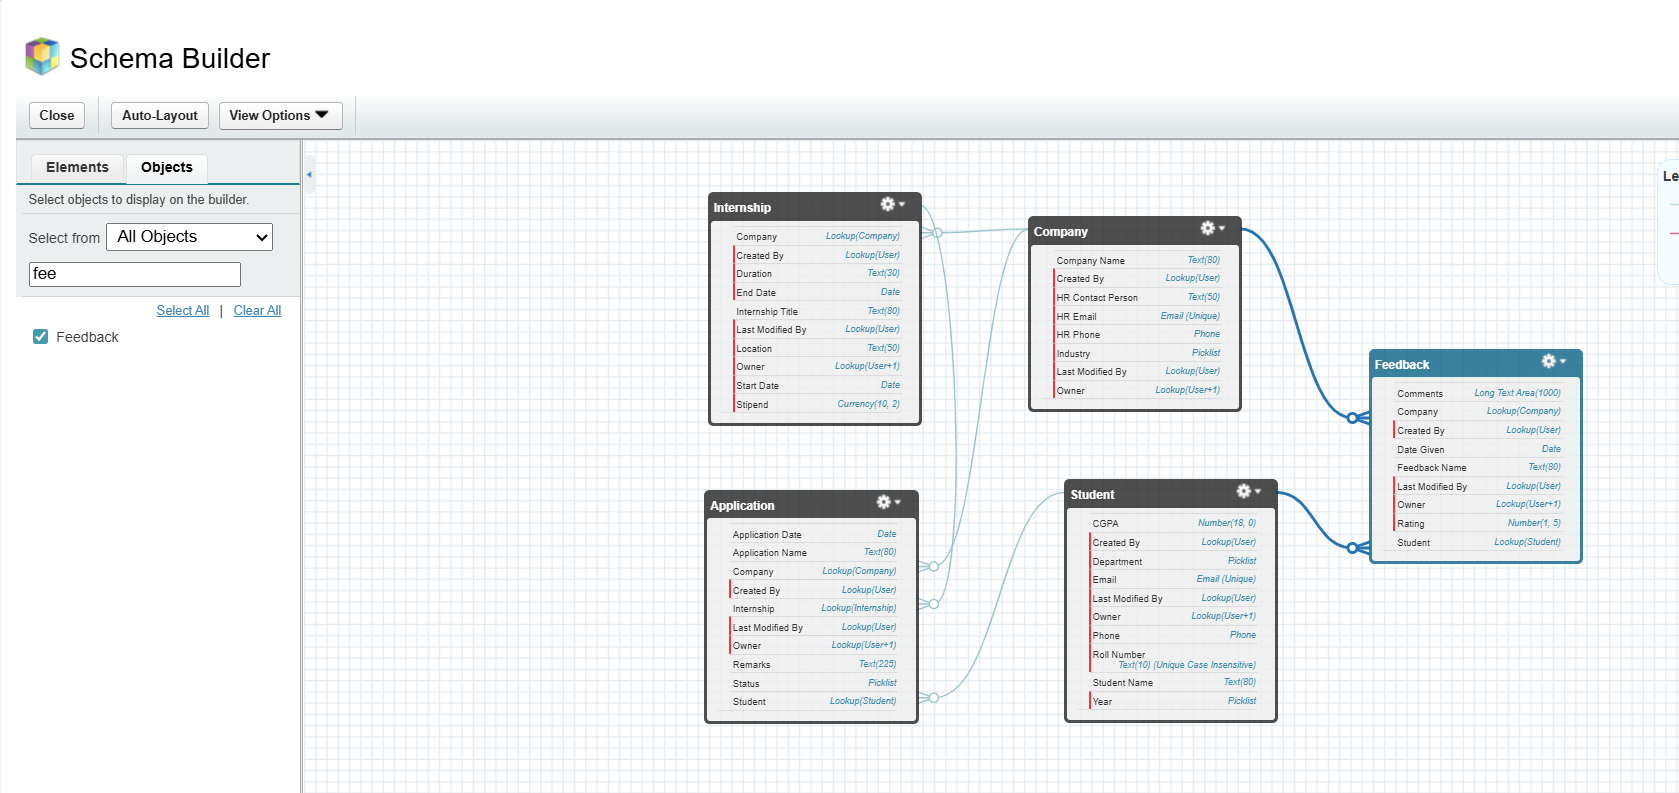 Schema Builder
Close
Auto-Layout
View Options
Elements
Objects
Select objects to display on the builder.
Select from
All Objects
fee
Select All | Clear All
Feedback
Internship
Company Lookup(Company)
Created By Lookup(User)
Duration Text(30)
End Date Date
Internship Title Text(80)
Last Modified By Lookup(User)
Location Text(50)
Owner Lookup(User+1)
Start Date Date
Stipend Currency(10, 2)
Company
Company Name Text(80)
Created By Lookup(User)
HR Contact Person Text(50)
HR Email Email (Unique)
HR Phone Phone
Industry Picklist
Last Modified By Lookup(User)
Owner Lookup(User+1)
Feedback
Comments Long Text Area(1000)
Company Lookup(Company)
Created By Lookup(User)
Date Given Date
Feedback Name Text(80)
Last Modified By Lookup(User)
Owner Lookup(User+1)
Rating Number(1, 5)
Student Lookup(Student)
Application
Application Date Date
Application Name Text(80)
Company Lookup(Company)
Created By Lookup(User)
Internship Lookup(Internship)
Last Modified By Lookup(User)
Owner Lookup(User+1)
Remarks Text(225)
Status Picklist
Student Lookup(Student)
Student
CGPA Number(18, 0)
Created By Lookup(User)
Department Picklist
Email Email (Unique)
Last Modified By Lookup(User)
Owner Lookup(User+1)
Phone Phone
Roll Number
Text(10) (Unique Case Insensitive)
Student Name Text(80)
Year Picklist
Le